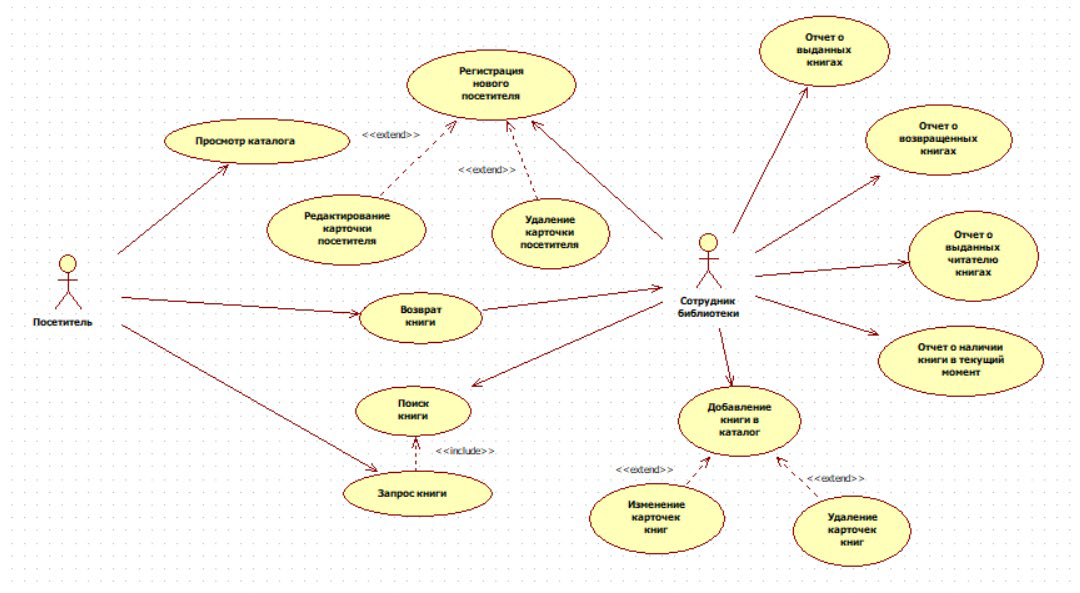 Отчет о
выданных
книгах
Регистрация
нового
посетителя
Отчет о
возвращенных
книгах
<<extend>>
Просмотр каталога
<<extend>>
Редактирование
карточки
посетителя
Удаление
карточки
посетителя
Отчет о
выданных
читателю
книгах
Посетитель
Возврат
книги
Сотрудник
библиотеки
Отчет о наличии
книги в текущий
момент
Поиск
книги
Добавление
книги в
каталог
<<include>>
Запрос книги
<<extend>>
<<extend>>
Изменение
карточек
книг
Удаление
карточек
книг